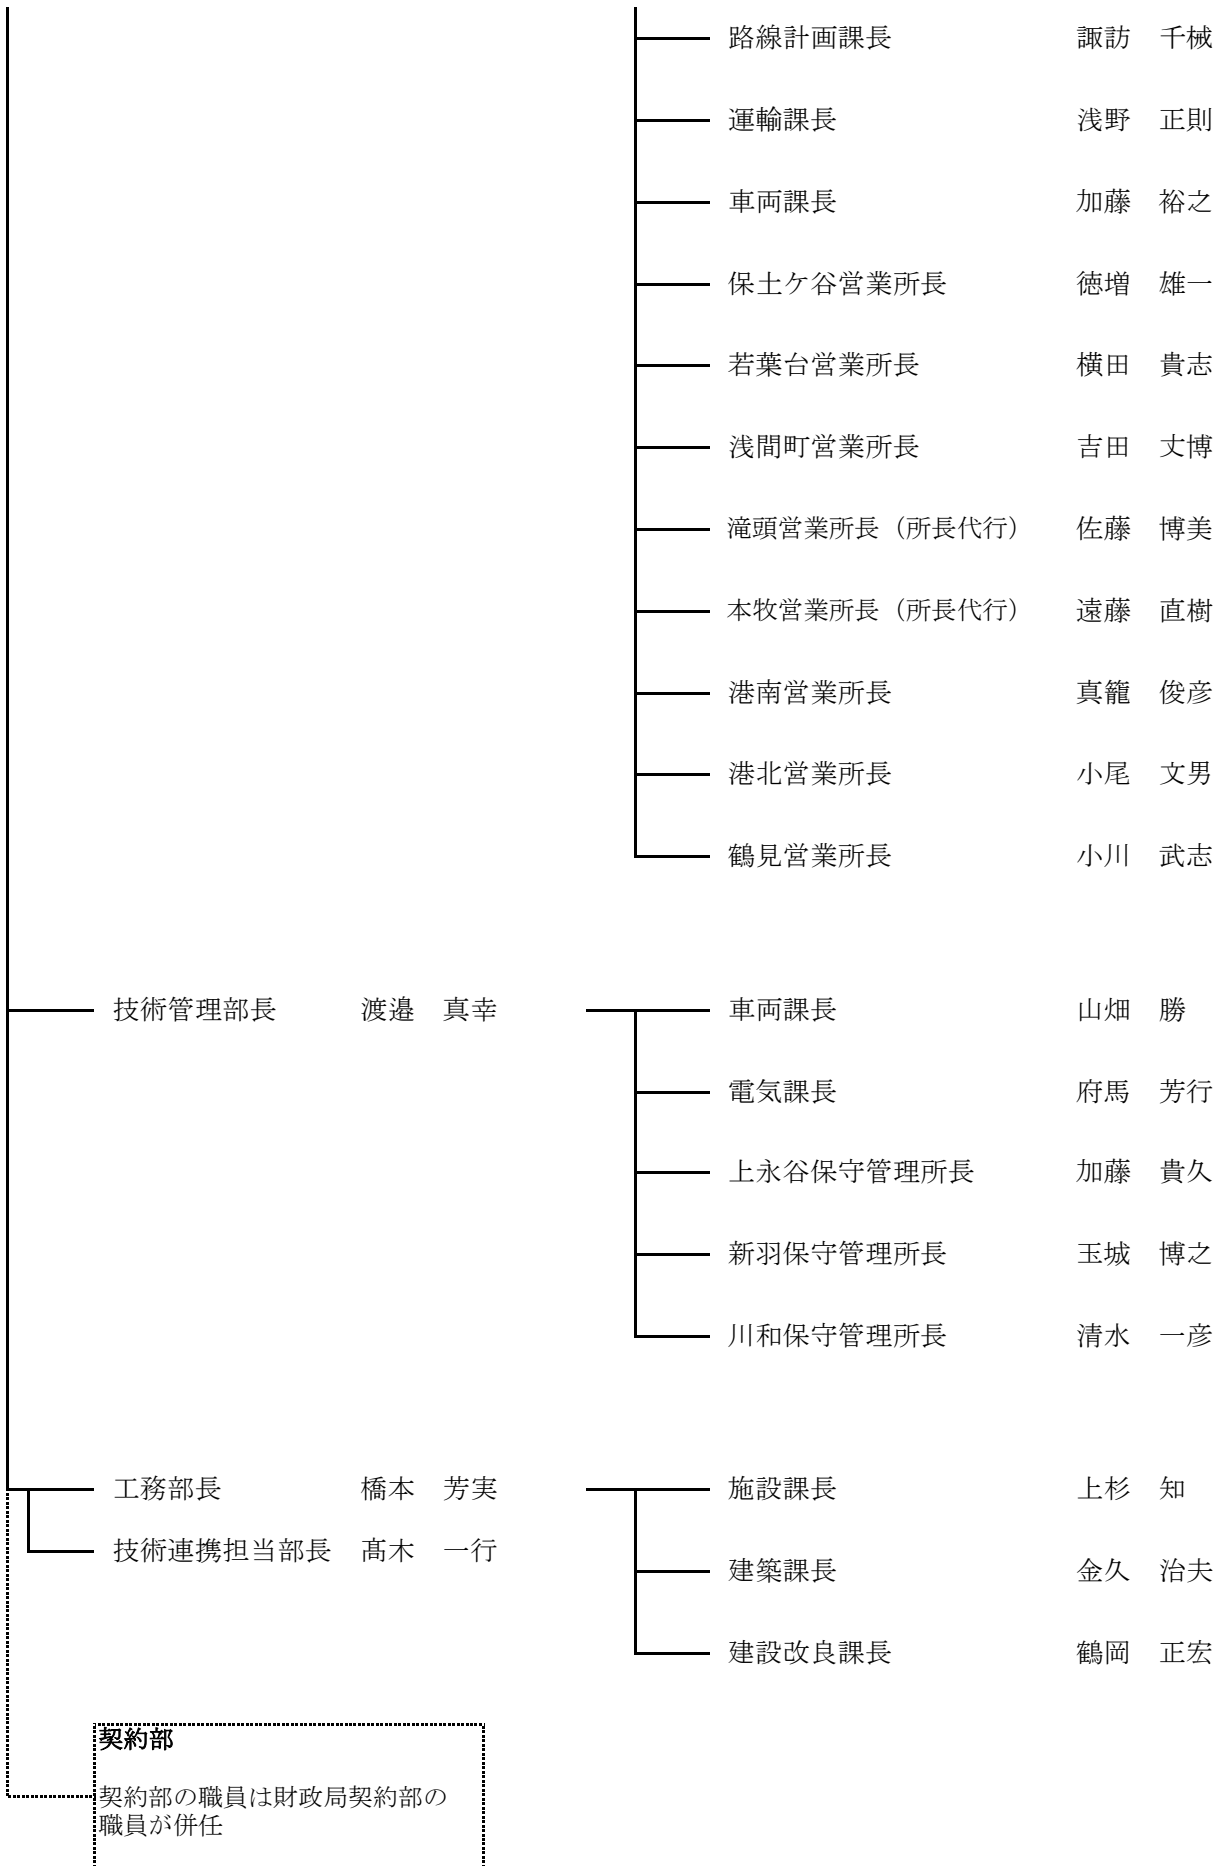 路線計画課長　諏訪　千械
運輸課長　浅野　正則
車両課長　加藤　裕之
保土ケ谷営業所長　徳増　雄一
若葉台営業所長　横田　貴志
浅間町営業所長　吉田　丈博
滝頭営業所長（所長代行）　佐藤　博美
本牧営業所長（所長代行）　遠藤　直樹
港南営業所長　真籠　俊彦
港北営業所長　小尾　文男
鶴見営業所長　小川　武志
技術管理部長　渡邉　真幸　車両課長　山畑　勝
電気課長　府馬　芳行
上永谷保守管理所長　加藤　貴久
新羽保守管理所長　玉城　博之
川和保守管理所長　清水　一彦
工務部長　橋本　芳実　施設課長　上杉　知
技術連携担当部長　髙木　一行
建築課長　金久　治夫
建設改良課長　鶴岡　正宏
契約部
契約部の職員は財政局契約部の
職員が併任